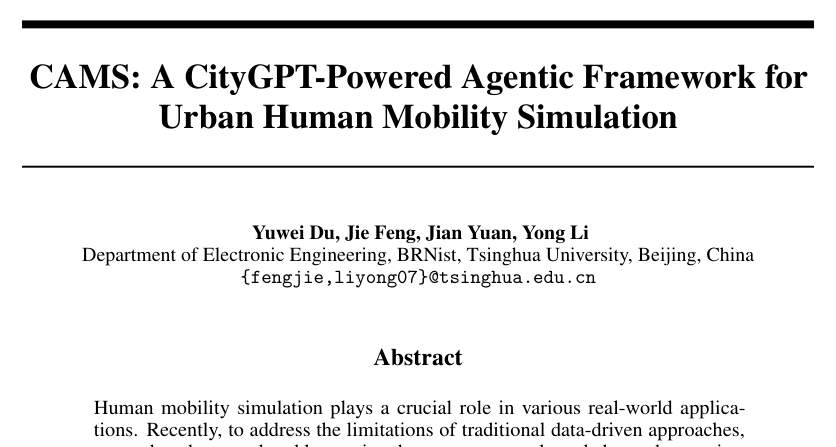 CAMS: A CityGPT-Powered Agentic Framework for
Urban Human Mobility Simulation
Yuwei Du, Jie Feng, Jian Yuan, Yong Li
Department of Electronic Engineering, BRNist, Tsinghua University, Beijing, China
{fengjie,liyong07}@tsinghua.edu.cn
Abstract
Human mobility simulation plays a crucial role in various real-world applica-
tions. Recently, to address the limitations of traditional data-driven approaches,